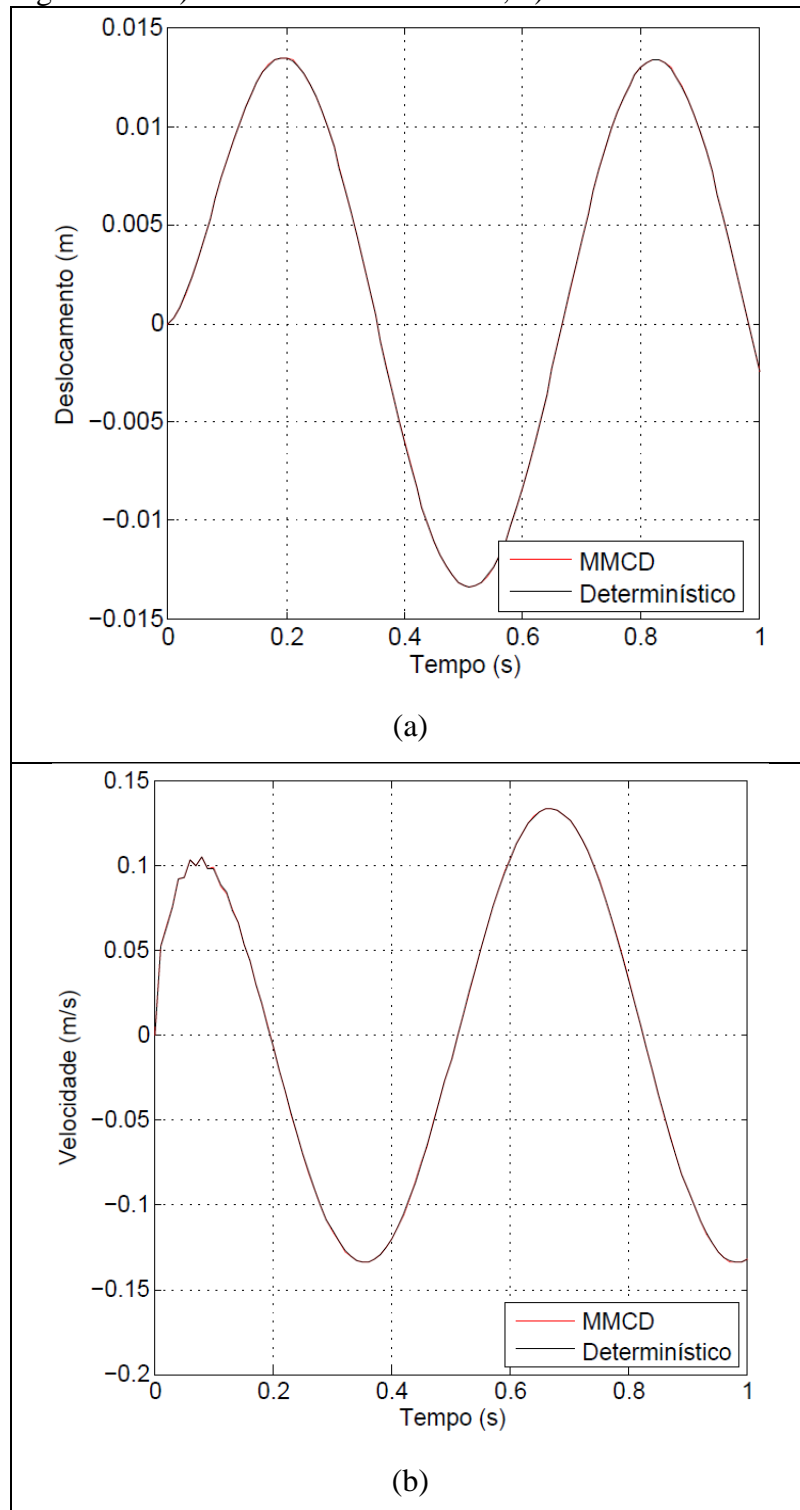 0.015
0.01
0.005
0
−0.005
−0.01
−0.015
Deslocamento (m)
MMCD
Determinístico
0 0.2 0.4 0.6 0.8 1
Tempo (s)
(a)
0.15
0.1
0.05
0
−0.05
−0.1
−0.15
−0.2
Velocidade (m/s)
MMCD
Determinístico
0 0.2 0.4 0.6 0.8 1
Tempo (s)
(b)